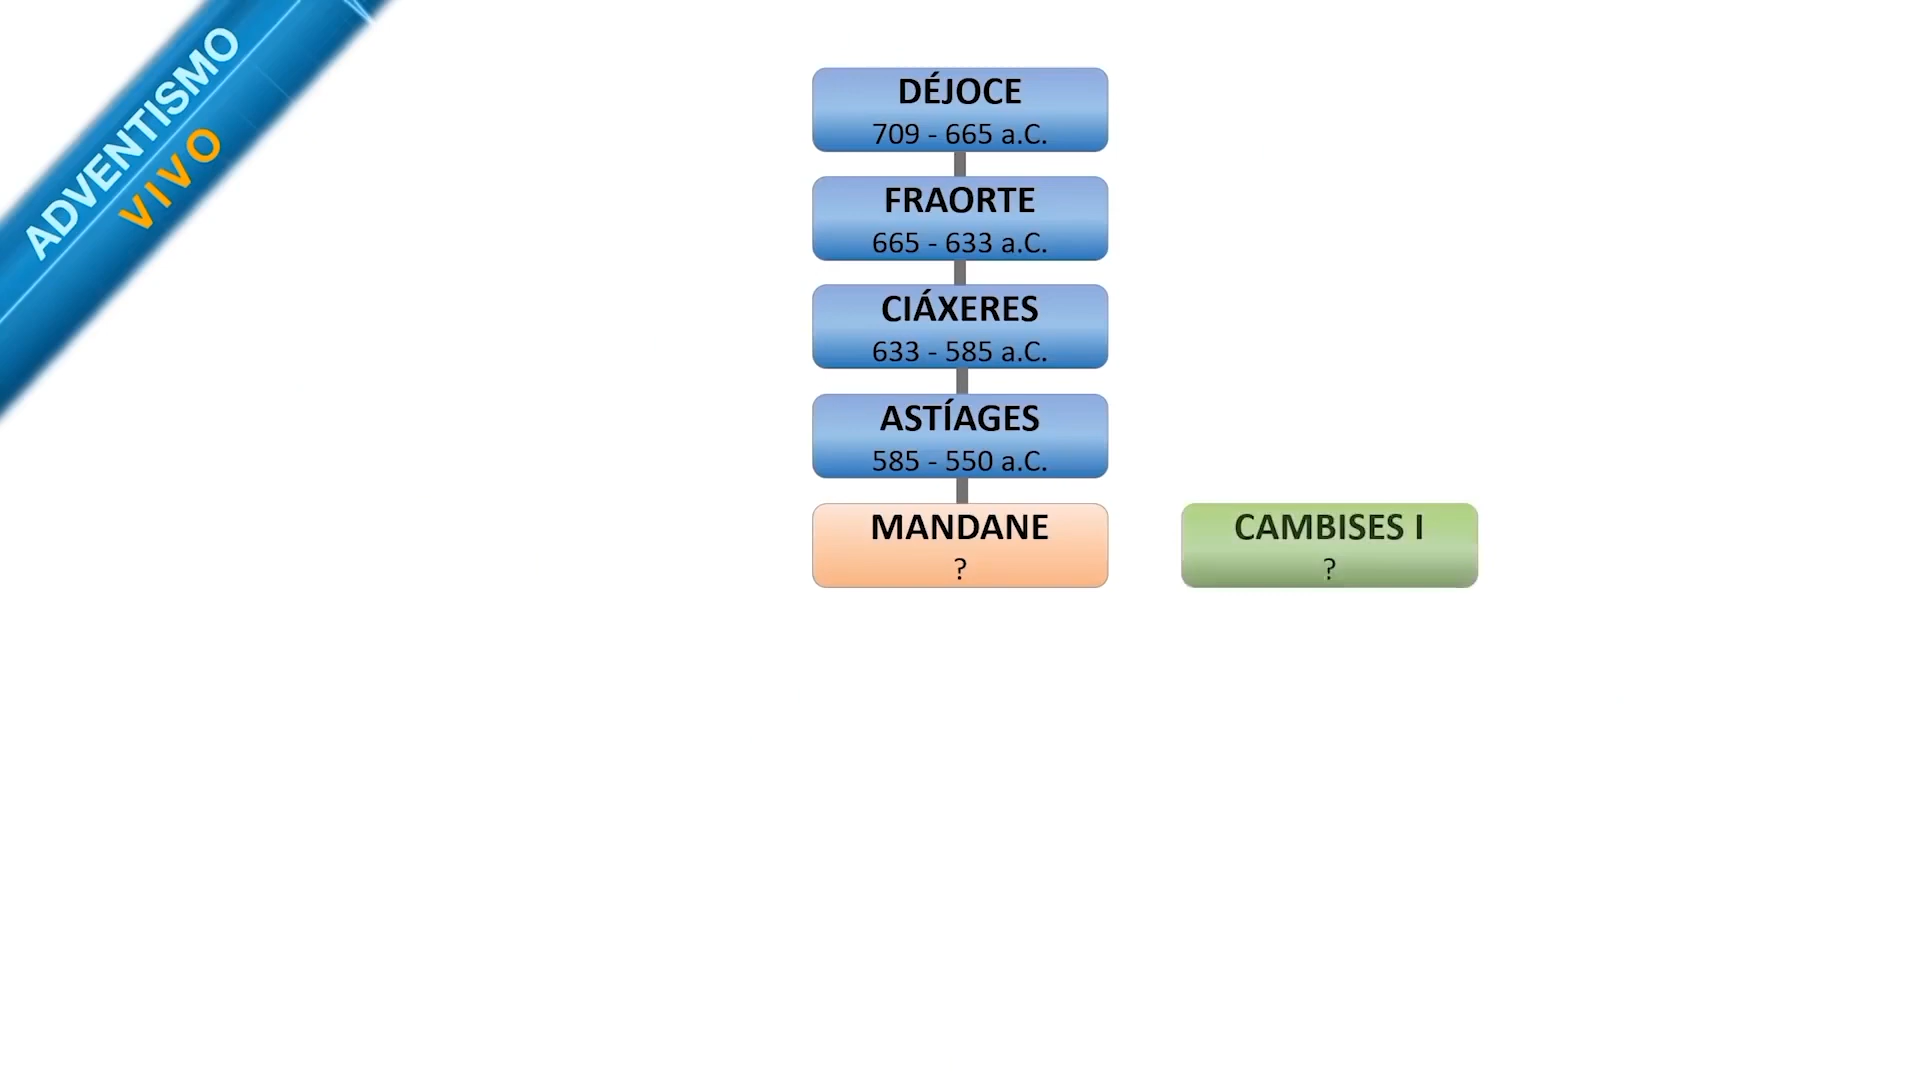 ADVENTISMO
VIVO
DÉJOCE
709 - 665 a.C.
FRAORTE
665 - 633 a.C.
CIÁXERES
633 - 585 a.C.
ASTÍAGES
585 - 550 a.C.
MANDANE
?
CAMBISES I
?